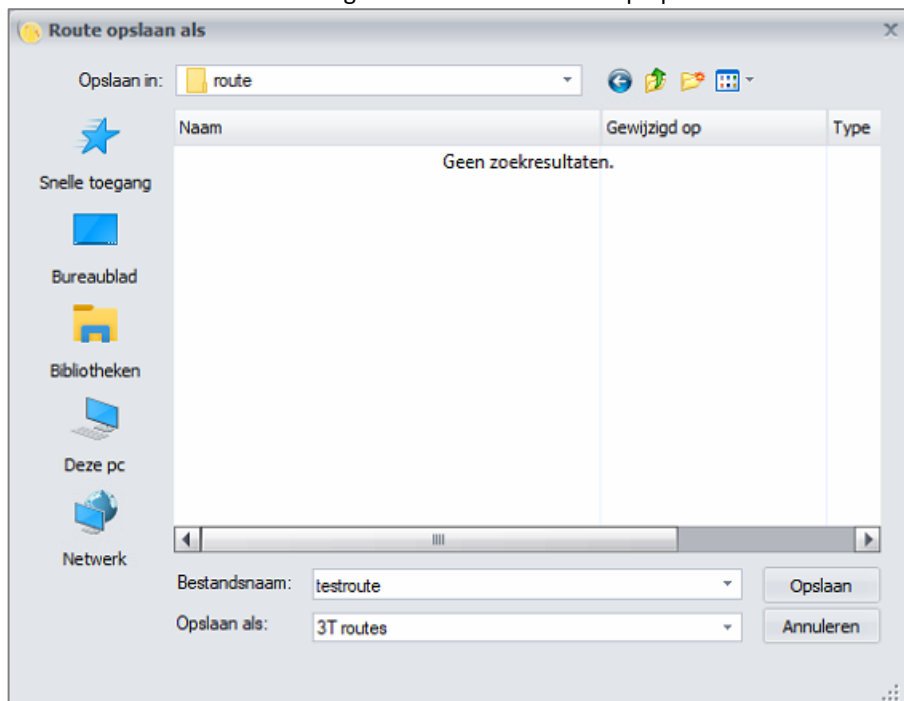 Route opslaan als
Opslaan in: route
Naam Gewijzigd op Type
Geen zoekresultaten.
Snelle toegang
Bureaublad
Bibliotheken
Deze pc
Netwerk
Bestandsnaam: testroute Opslaan
Opslaan als: 3T routes Annuleren